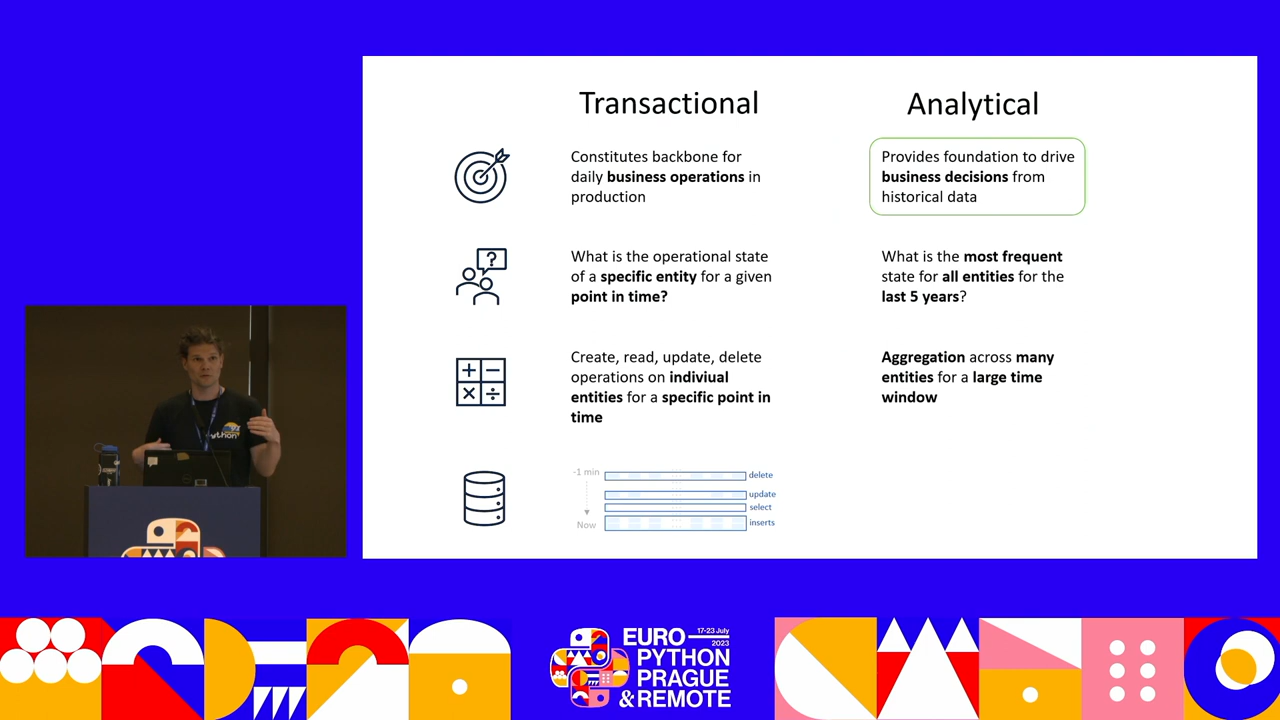 Transactional
Analytical
Constitutes backbone for
daily business operations in
production
Provides foundation to drive
business decisions from
historical data
?
What is the operational state
of a specific entity for a given
point in time?
What is the most frequent
state for all entities for the
last 5 years?
Create, read, update, delete
operations on indiviual
entities for a specific point in
time
Aggregation across many
entities for a large time
window
-1 min
Now
delete
update
select
inserts
python
EURO
17-23 July
2023
PYTHON
PRAGUE
& REMOTE